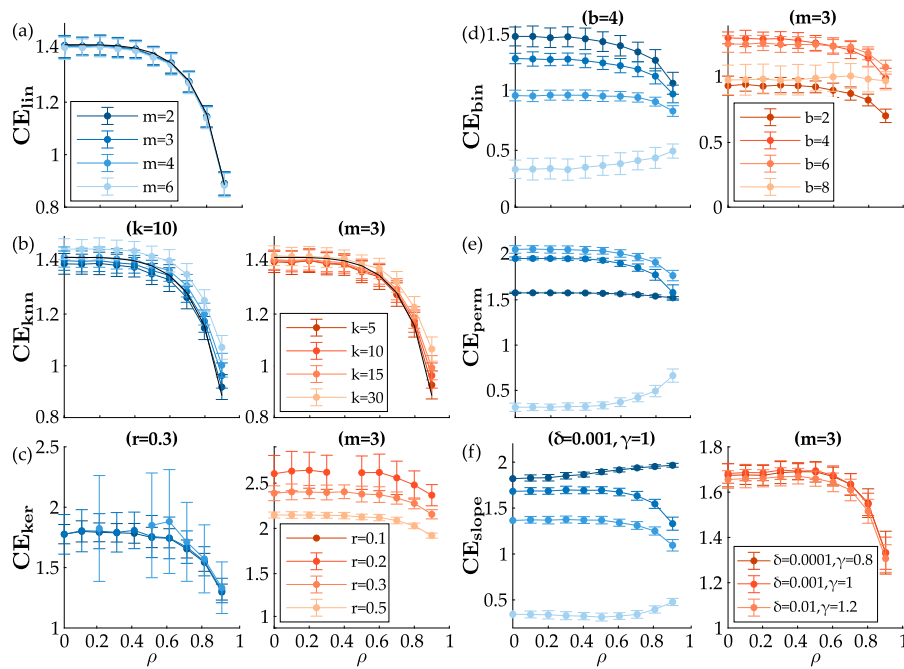 (a)
CE_lin
1.4
1.2
1
0.8
m=2
m=3
m=4
m=6
(b)
(k=10)
CE_knn
1.4
1.2
1
0.8
(m=3)
1.4
1.2
1
0.8
k=5
k=10
k=15
k=30
(c)
(r=0.3)
CE_ker
2.5
2
1.5
1
0 0.2 0.4 0.6 0.8 1
ρ
(m=3)
2.5
2
2.5
1
r=0.1
r=0.2
r=0.3
r=0.5
0 0.2 0.4 0.6 0.8 1
ρ
(d)
(b=4)
CE_bin
1.5
1
0.5
0
(m=3)
1
0.5
0
b=2
b=4
b=6
b=8
(e)
CE_perm
2
1.5
1
0.5
(f)
(δ=0.001, γ=1)
CE_slope
2
1.5
1
0.5
0 0.2 0.4 0.6 0.8 1
ρ
(m=3)
1.8
1.6
1.4
1.2
1
δ=0.0001,γ=0.8
δ=0.001,γ=1
δ=0.01,γ=1.2
0 0.2 0.4 0.6 0.8 1
ρ